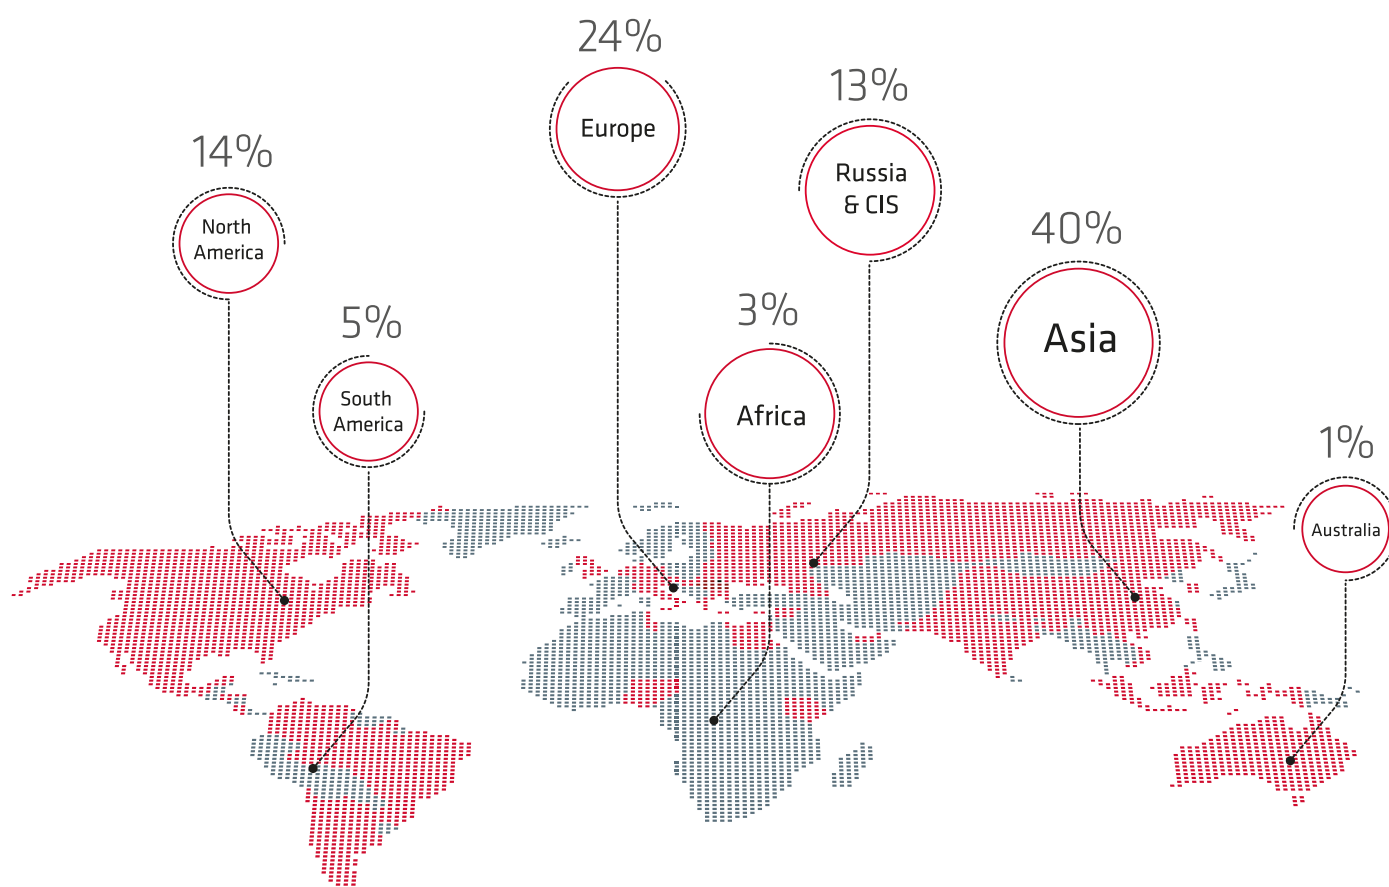 24%
Europe
13%
Russia
& CIS
14%
North
America
40%
Asia
5%
South
America
3%
Africa
1%
Australia